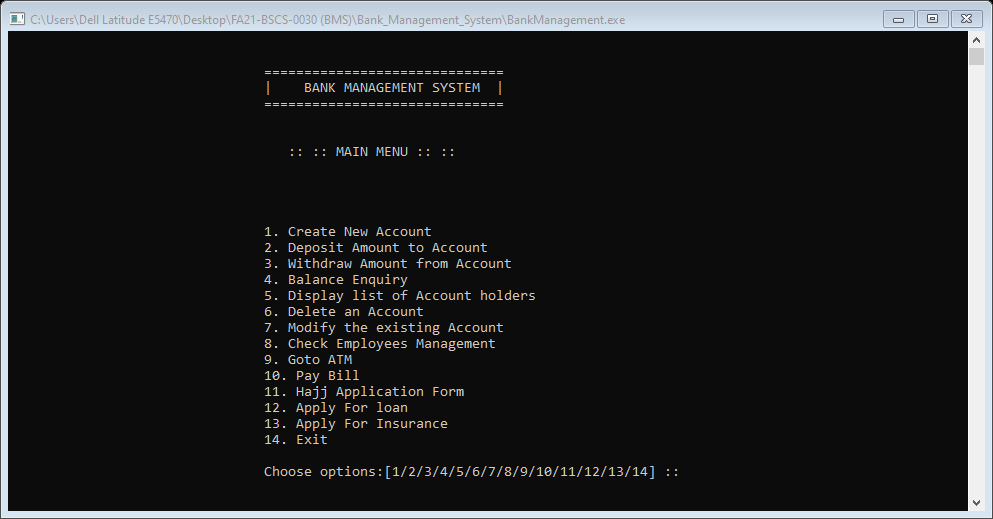 C:\Users\Dell Latitude E5470\Desktop\FA21-BSCS-0030 (BMS)\Bank_Management_System\BankManagement.exe
==============================
| BANK MANAGEMENT SYSTEM |
==============================
:: :: MAIN MENU :: ::
1. Create New Account
2. Deposit Amount to Account
3. Withdraw Amount from Account
4. Balance Enquiry
5. Display list of Account holders
6. Delete an Account
7. Modify the existing Account
8. Check Employees Management
9. Goto ATM
10. Pay Bill
11. Hajj Application Form
12. Apply For loan
13. Apply For Insurance
14. Exit
Choose options:[1/2/3/4/5/6/7/8/9/10/11/12/13/14] ::